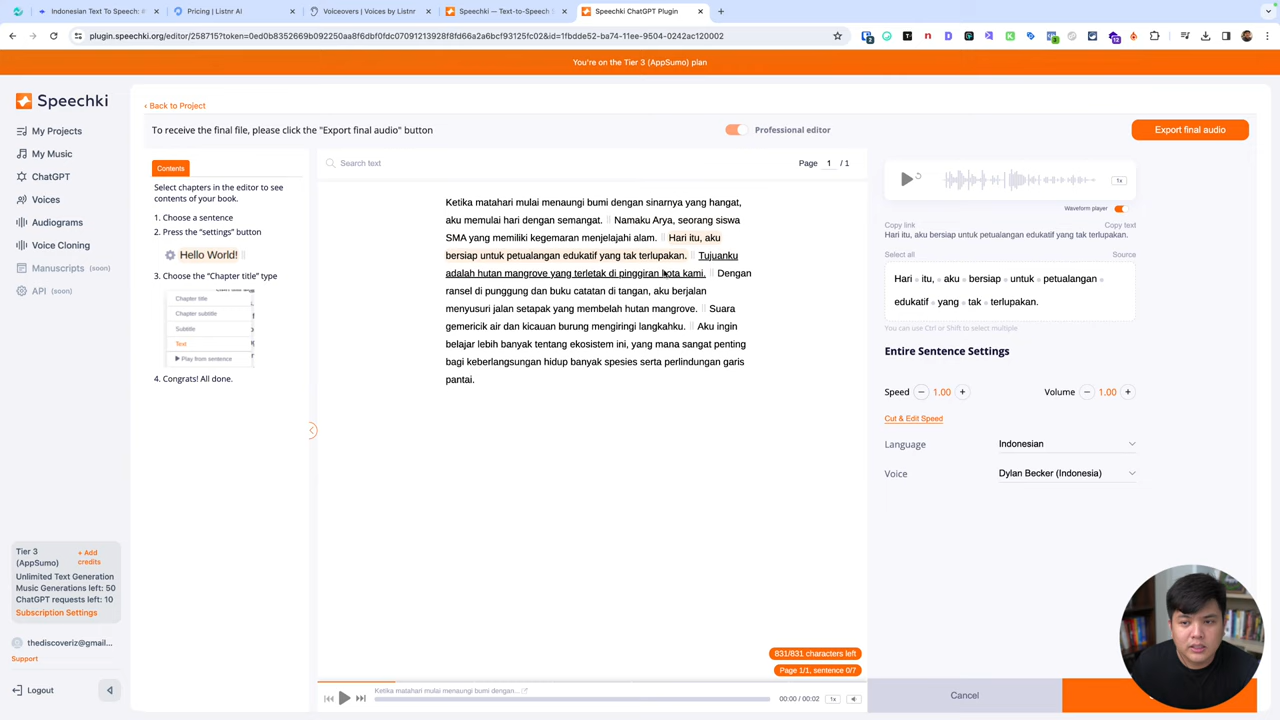 Indonesian Text To Speech:
Pricing | Listnr AI
Voiceovers | Voices by Listnr
Speechki — Text-to-Speech
Speechki ChatGPT Plugin
plugin.speechki.org/editor/258715?token=0ed0b8352669b092250aa8f6dbf0fdc07091213928f8fd66a2a6bcf93125fc02&id=1fbdde52-ba74-11ee-9504-0242ac120002
You're on the Tier 3 (AppSumo) plan
Speechki
My Projects
My Music
ChatGPT
Voices
Audiograms
Voice Cloning
Manuscripts (soon)
API (soon)
Tier 3
(AppSumo)
+ Add
credits
Unlimited Text Generation
Music Generations left: 50
ChatGPT requests left: 10
Subscription Settings
thediscoveriz@gmail...
Support
Logout
‹ Back to Project
To receive the final file, please click the "Export final audio" button
Professional editor
Export final audio
Contents
Select chapters in the editor to see
contents of your book.
1. Choose a sentence
2. Press the “settings” button
Hello World!
3. Choose the “Chapter title” type
Chapter title
Chapter subtitle
Subtitle
Text
Play from sentence
4. Congrats! All done.
Search text
Page 1 / 1
Ketika matahari mulai menaungi bumi dengan sinarnya yang hangat,
aku memulai hari dengan semangat. Namaku Arya, seorang siswa
SMA yang memiliki kegemaran menjelajahi alam. Hari itu, aku
bersiap untuk petualangan edukatif yang tak terlupakan. Tujuanku
adalah hutan mangrove yang terletak di pinggiran kota kami. Dengan
ransel di punggung dan buku catatan di tangan, aku berjalan
menyusuri jalan setapak yang membelah hutan mangrove. Suara
gemericik air dan kicauan burung mengiringi langkahku. Aku ingin
belajar lebih banyak tentang ekosistem ini, yang mana sangat penting
bagi keberlangsungan hidup banyak spesies serta perlindungan garis
pantai.
831/831 characters left
Page 1/1, sentence 0/7
Ketika matahari mulai menaungi bumi dengan...
00:00 / 00:02
1x
1x
Waveform player
Copy link
Copy text
Hari itu, aku bersiap untuk petualangan edukatif yang tak terlupakan.
Select all
Source
Hari itu, aku bersiap untuk petualangan
edukatif yang tak terlupakan.
You can use Ctrl or Shift to select multiple
Entire Sentence Settings
Speed − 1.00 +
Volume − 1.00 +
Cut & Edit Speed
Language
Indonesian
Voice
Dylan Becker (Indonesia)
Cancel